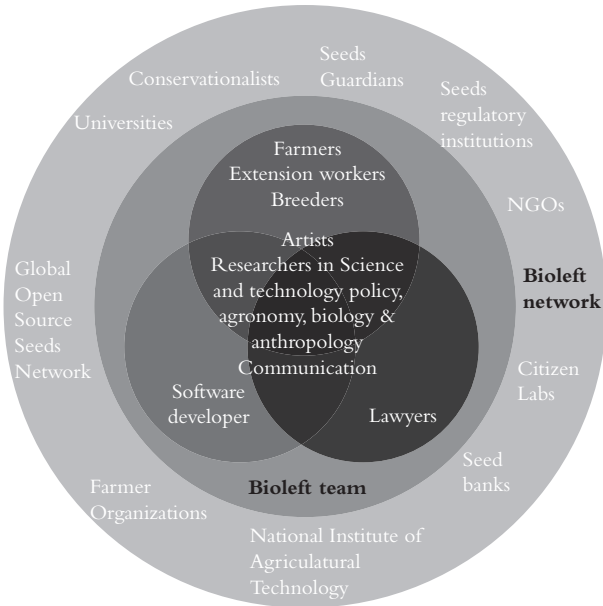 Seeds
Guardians
Conservationalists
Seeds
regulatory
institutions
Universities
Farmers
Extension workers
Breeders
NGOs
Artists
Researchers in Science
and technology policy,
agronomy, biology &
anthropology
Communication
Global
Open
Source
Seeds
Network
Bioleft
network
Citizen
Labs
Software
developer
Lawyers
Seed
banks
Farmer
Organizations
Bioleft team
National Institute of
Agriculatural
Technology